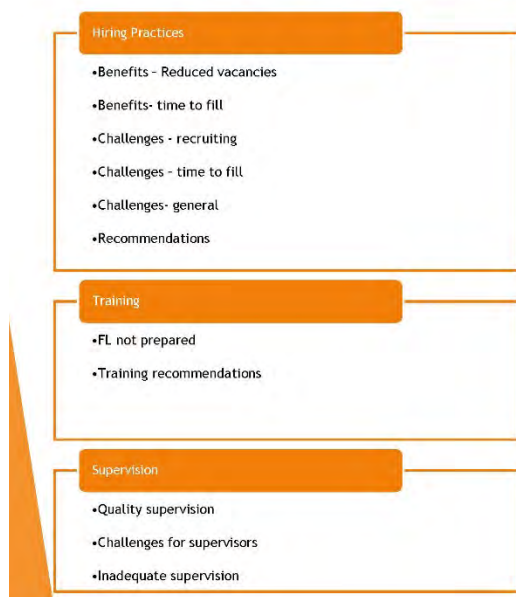 Hiring Practices
•Benefits – Reduced vacancies
•Benefits- time to fill
•Challenges - recruiting
•Challenges – time to fill
•Challenges- general
•Recommendations
Training
•FL not prepared
•Training recommendations
Supervision
•Quality supervision
•Challenges for supervisors
•Inadequate supervision